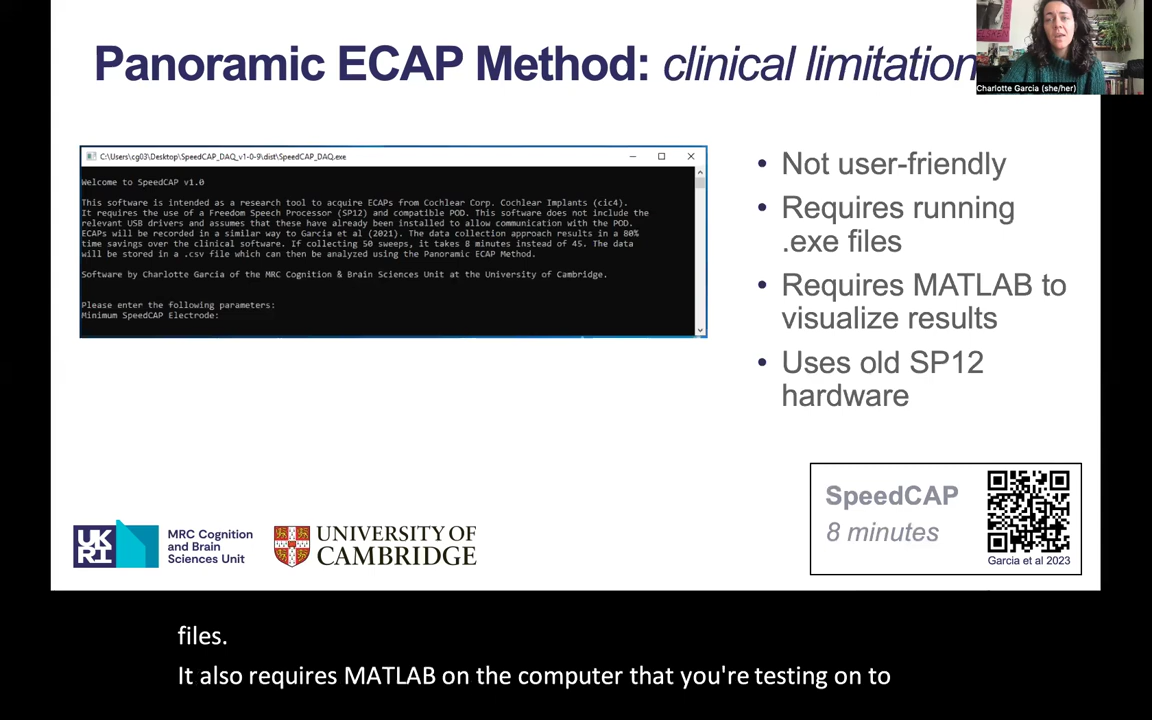 Panoramic ECAP Method: clinical limitation
Charlotte Garcia (she/her)
C:\Users\cg03\Desktop\SpeedCAP_DAQ_v1-0-9\dist\SpeedCAP_DAQ.exe
Welcome to SpeedCAP v1.0
This software is intended as a research tool to acquire ECAPs from Cochlear Corp. Cochlear Implants (cic4).
It requires the use of a Freedom Speech Processor (SP12) and compatible POD. This software does not include the
relevant USB drivers and assumes that these have already been installed to allow communication with the POD.
ECAPs will be recorded in a similar way to Garcia et al (2021). The data collection approach results in a 80%
time savings over the clinical software. If collecting 50 sweeps, it takes 8 minutes instead of 45. The data
will be stored in a .csv file which can then be analyzed using the Panoramic ECAP Method.
Software by Charlotte Garcia of the MRC Cognition & Brain Sciences Unit at the University of Cambridge.
Please enter the following parameters:
Minimum SpeedCAP Electrode:
• Not user-friendly
• Requires running
.exe files
• Requires MATLAB to
visualize results
• Uses old SP12
hardware
SpeedCAP
8 minutes
Garcia et al 2023
UK
RI
MRC Cognition
and Brain
Sciences Unit
UNIVERSITY OF
CAMBRIDGE
files.
It also requires MATLAB on the computer that you're testing on to